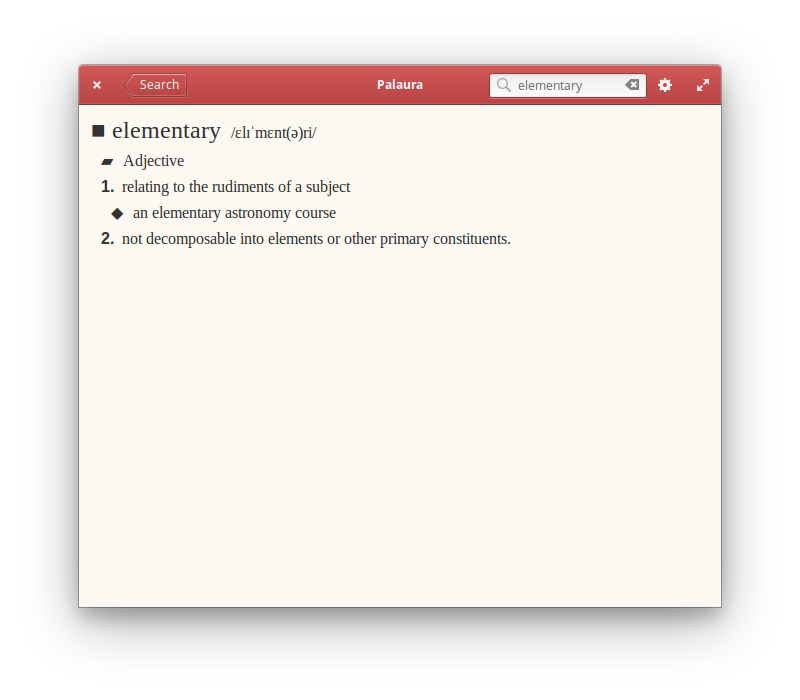 Search
Palaura
elementary
■ elementary /ɛlɪˈmɛnt(ə)ri/
▰ Adjective
1. relating to the rudiments of a subject
◆ an elementary astronomy course
2. not decomposable into elements or other primary constituents.